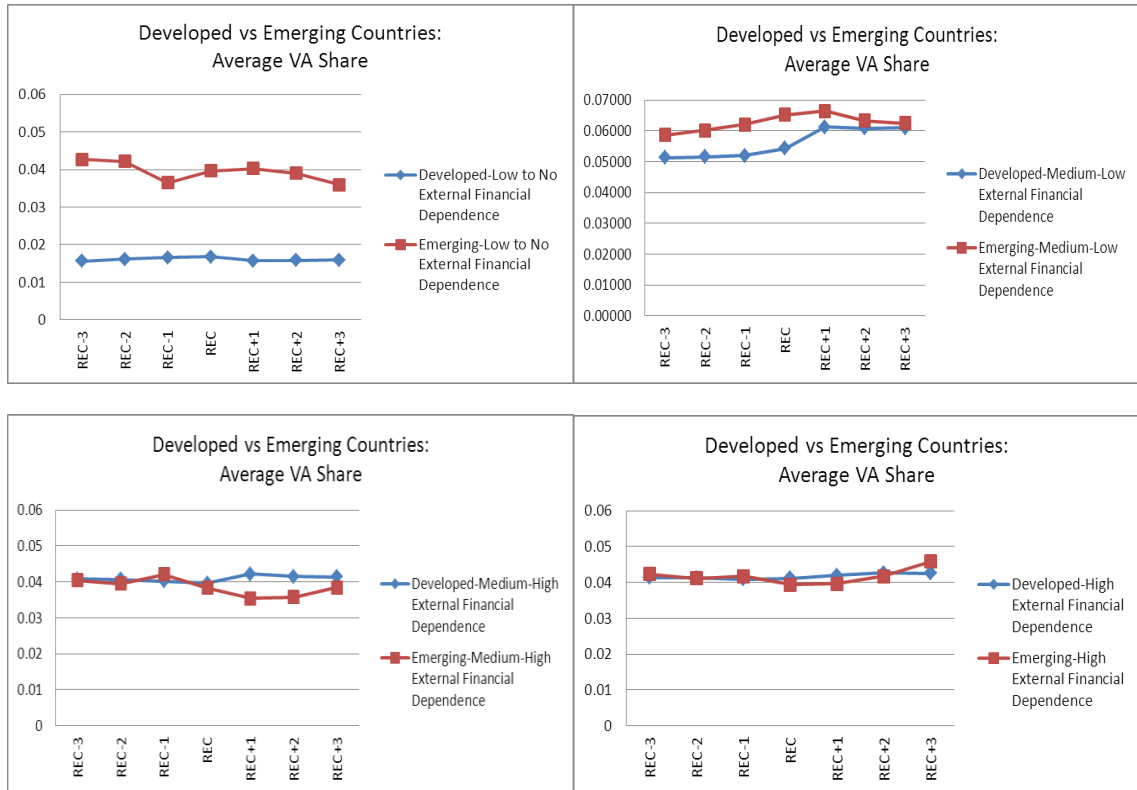 Developed vs Emerging Countries:
Average VA Share
0.06
0.05
0.04
0.03
0.02
0.01
0
REC-3
REC-2
REC-1
REC
REC+1
REC+2
REC+3
Developed-Low to No
External Financial
Dependence
Emerging-Low to No
External Financial
Dependence
Developed vs Emerging Countries:
Average VA Share
0.07000
0.06000
0.05000
0.04000
0.03000
0.02000
0.01000
0.00000
REC-3
REC-2
REC-1
REC
REC+1
REC+2
REC+3
Developed-Medium-Low
External Financial
Dependence
Emerging-Medium-Low
External Financial
Dependence
Developed vs Emerging Countries:
Average VA Share
0.06
0.05
0.04
0.03
0.02
0.01
0
REC-3
REC-2
REC-1
REC
REC+1
REC+2
REC+3
Developed-Medium-High
External Financial
Dependence
Emerging-Medium-High
External Financial
Dependence
Developed vs Emerging Countries:
Average VA Share
0.06
0.05
0.04
0.03
0.02
0.01
0
REC-3
REC-2
REC-1
REC
REC+1
REC+2
REC+3
Developed-High
External Financial
Dependence
Emerging-High
External Financial
Dependence